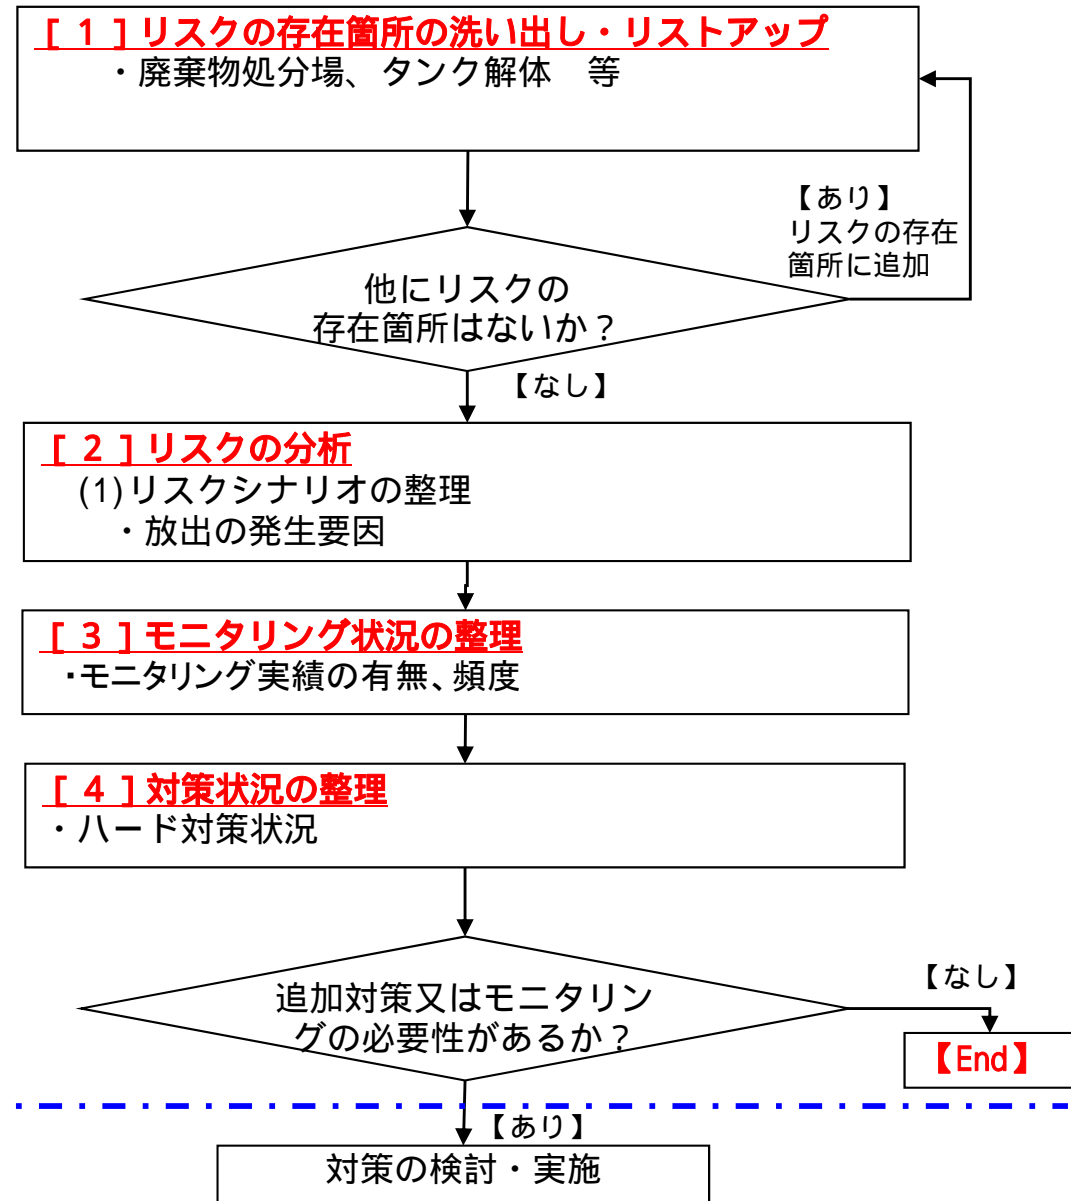 [１]リスクの存在箇所の洗い出し・リストアップ
・廃棄物処分場、タンク解体　等
【あり】
リスクの存在
箇所に追加
他にリスクの
存在箇所はないか？
【なし】
[２]リスクの分析
(1)リスクシナリオの整理
・放出の発生要因
[３]モニタリング状況の整理
・モニタリング実績の有無、頻度
[４]対策状況の整理
・ハード対策状況
追加対策又はモニタリン
グの必要性があるか？
【なし】
【End】
【あり】
対策の検討・実施